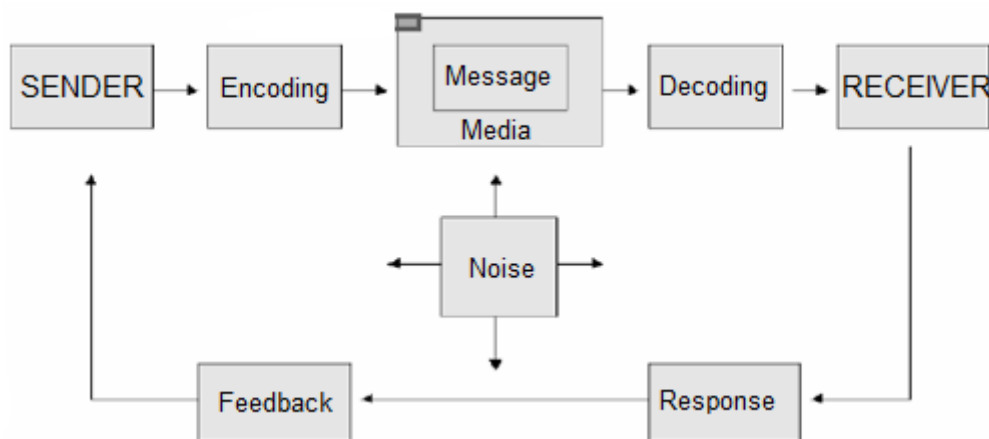 SENDER
Encoding
Message
Media
Decoding
RECEIVER
Noise
Feedback
Response